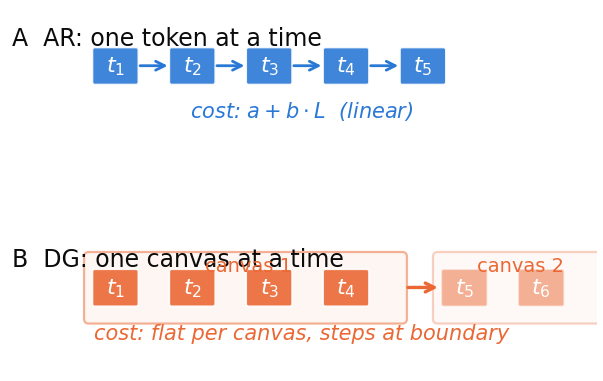 A AR: one token at a time
t₁ t₂ t₃ t₄ t₅
cost: a + b · L (linear)
B DG: one canvas at a time
canvas 1 canvas 2
t₁ t₂ t₃ t₄ t₅ t₆
cost: flat per canvas, steps at boundary